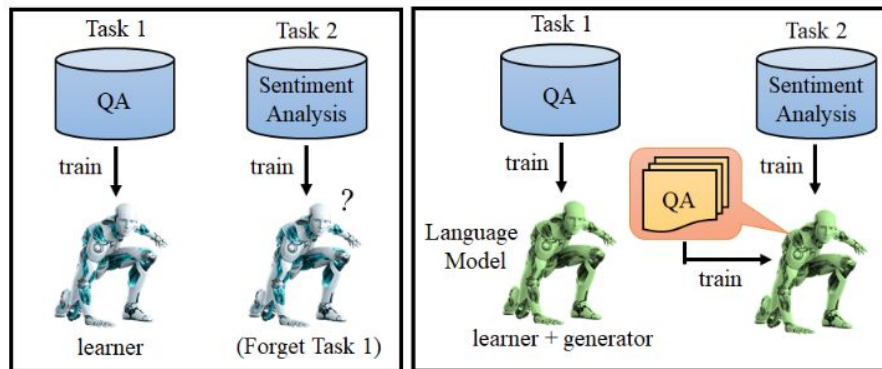 Task 1
Task 2
QA
Sentiment
Analysis
train
train
?
learner
(Forget Task 1)
Task 1
Task 2
QA
Sentiment
Analysis
train
train
QA
Language
Model
train
learner + generator